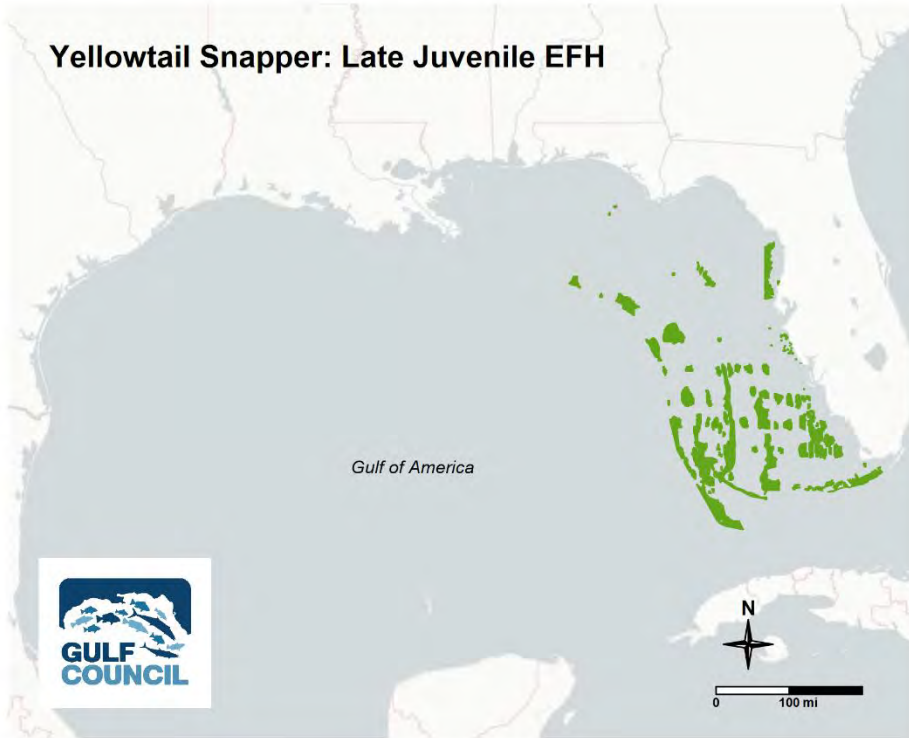 Yellowtail Snapper: Late Juvenile EFH
Gulf of America
GULF
COUNCIL
N
0 100 mi